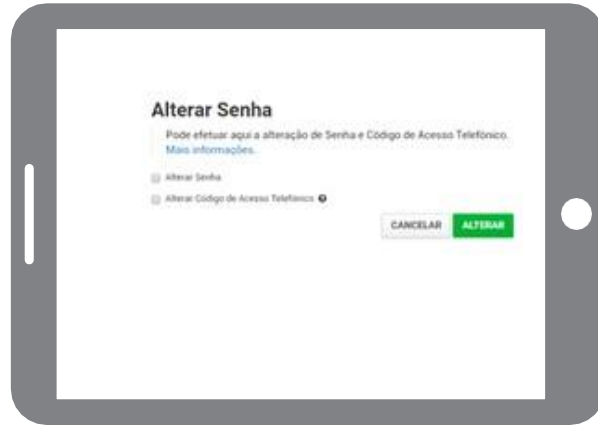 Alterar Senha
Pode efetuar aqui a alteração de Senha e Código de Acesso Telefónico.
Mais informações.
Alterar Senha
Alterar Código de Acesso Telefónico
CANCELAR ALTERAR